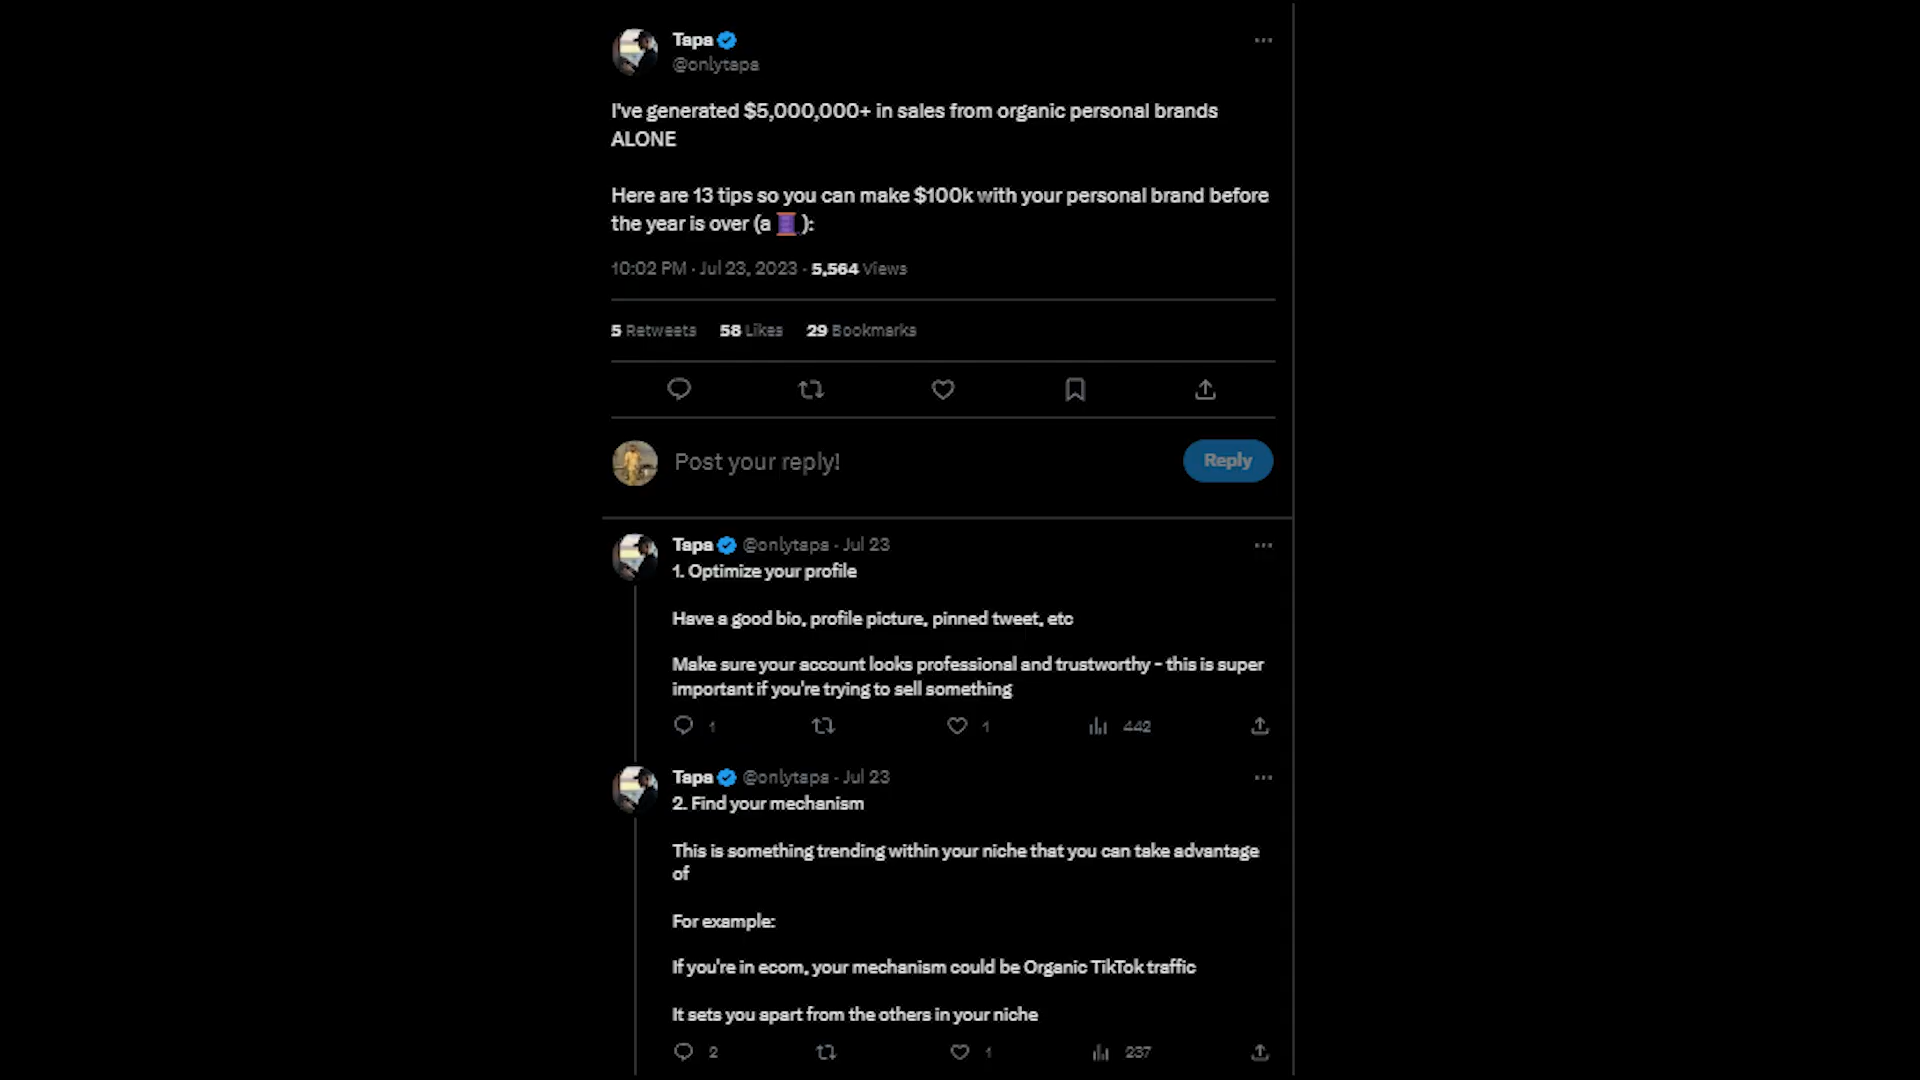 Tapa
@onlytapa
I've generated $5,000,000+ in sales from organic personal brands
ALONE
Here are 13 tips so you can make $100k with your personal brand before
the year is over (a 🧵 ):
10:02 PM · Jul 23, 2023 · 5,564 Views
5 Retweets 58 Likes 29 Bookmarks
Post your reply!
Reply
Tapa @onlytapa · Jul 23
1. Optimize your profile
Have a good bio, profile picture, pinned tweet, etc
Make sure your account looks professional and trustworthy - this is super
important if you're trying to sell something
1 1 442
Tapa @onlytapa · Jul 23
2. Find your mechanism
This is something trending within your niche that you can take advantage
of
For example:
If you're in ecom, your mechanism could be Organic TikTok traffic
It sets you apart from the others in your niche
2 1 237